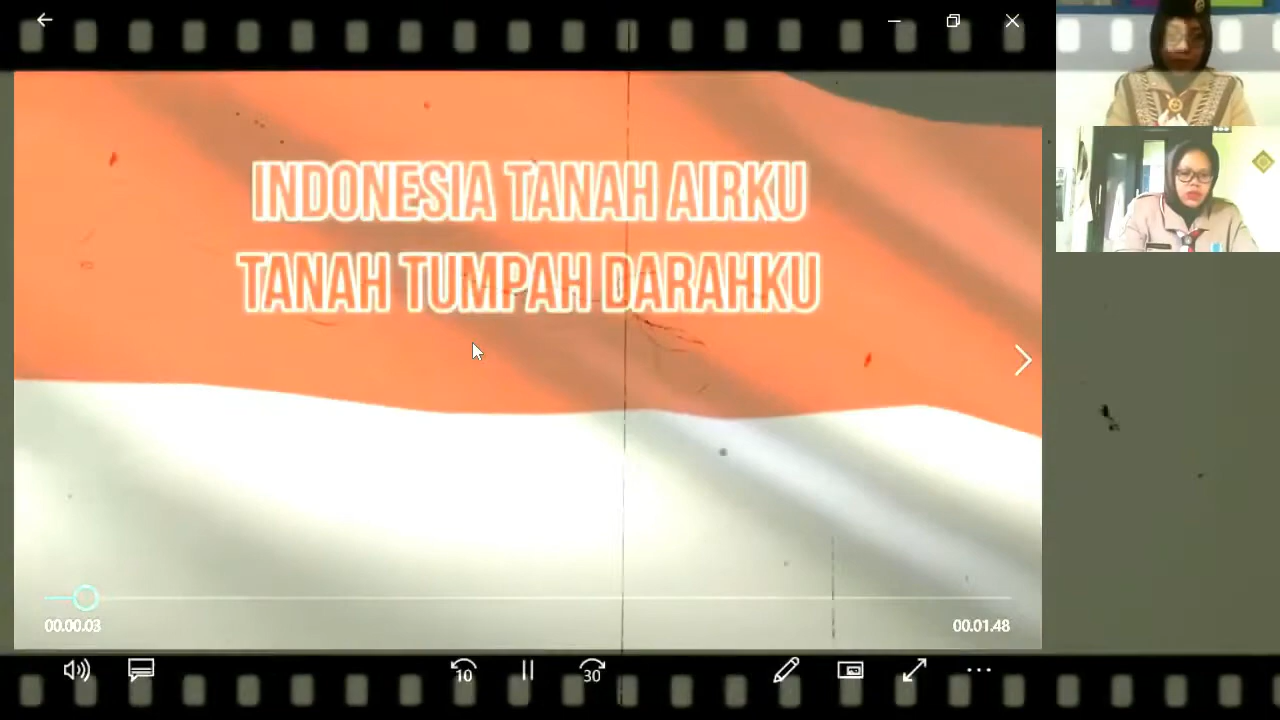 INDONESIA TANAH AIRKU
TANAH TUMPAH DARAHKU
00.00.03
00.01.48
10
30